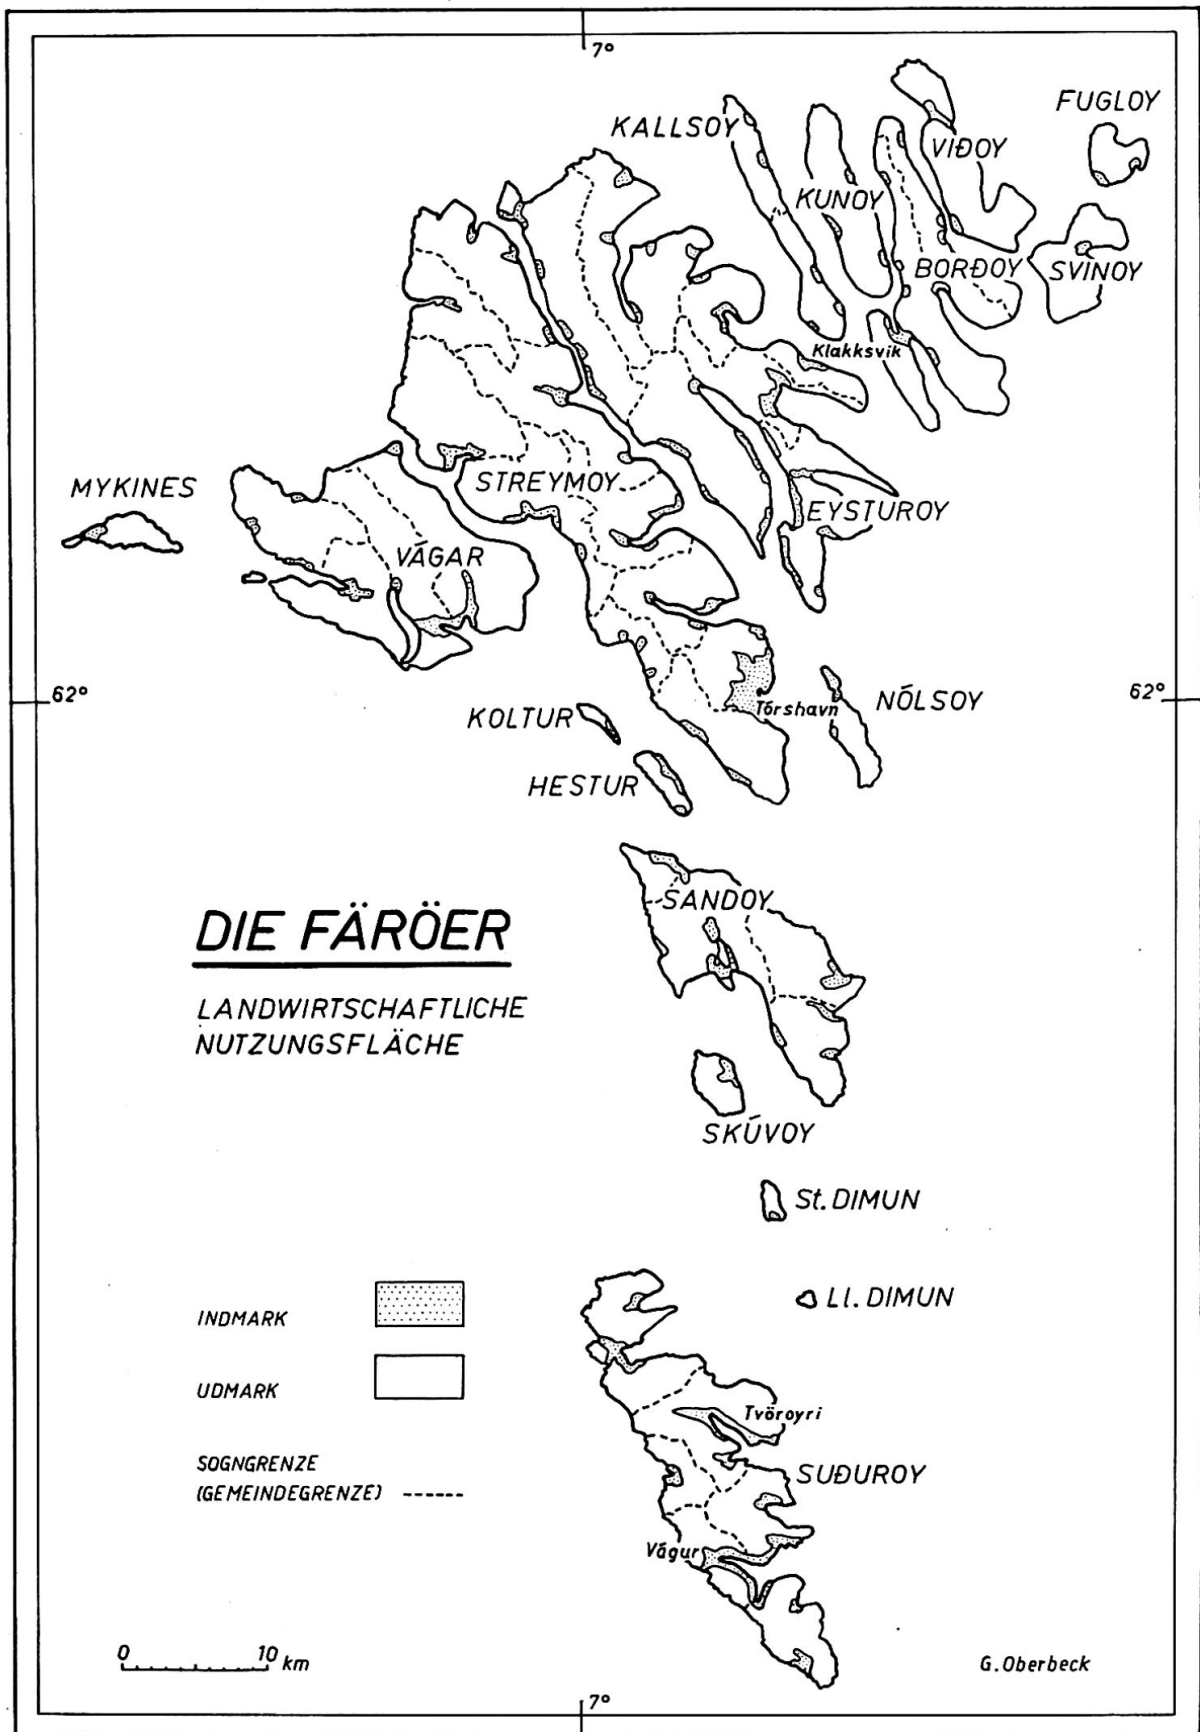 7°
FUGLOY
KALLSOY
VIÐOY
KUNOY
BORÐOY
SVINOY
Klakksvik
MYKINES
STREYMOY
EYSTUROY
VÁGAR
62°
62°
NÓLSOY
Tórshavn
KOLTUR
HESTUR
SANDOY
DIE FÄRÖER
LANDWIRTSCHAFTLICHE
NUTZUNGSFLÄCHE
SKÚVOY
St. DIMUN
Ll. DIMUN
INDMARK
UDMARK
Tvöroyri
SOGNGRENZE
(GEMEINDEGRENZE)
SUÐUROY
Vágur
0 10 km
G. Oberbeck
7°